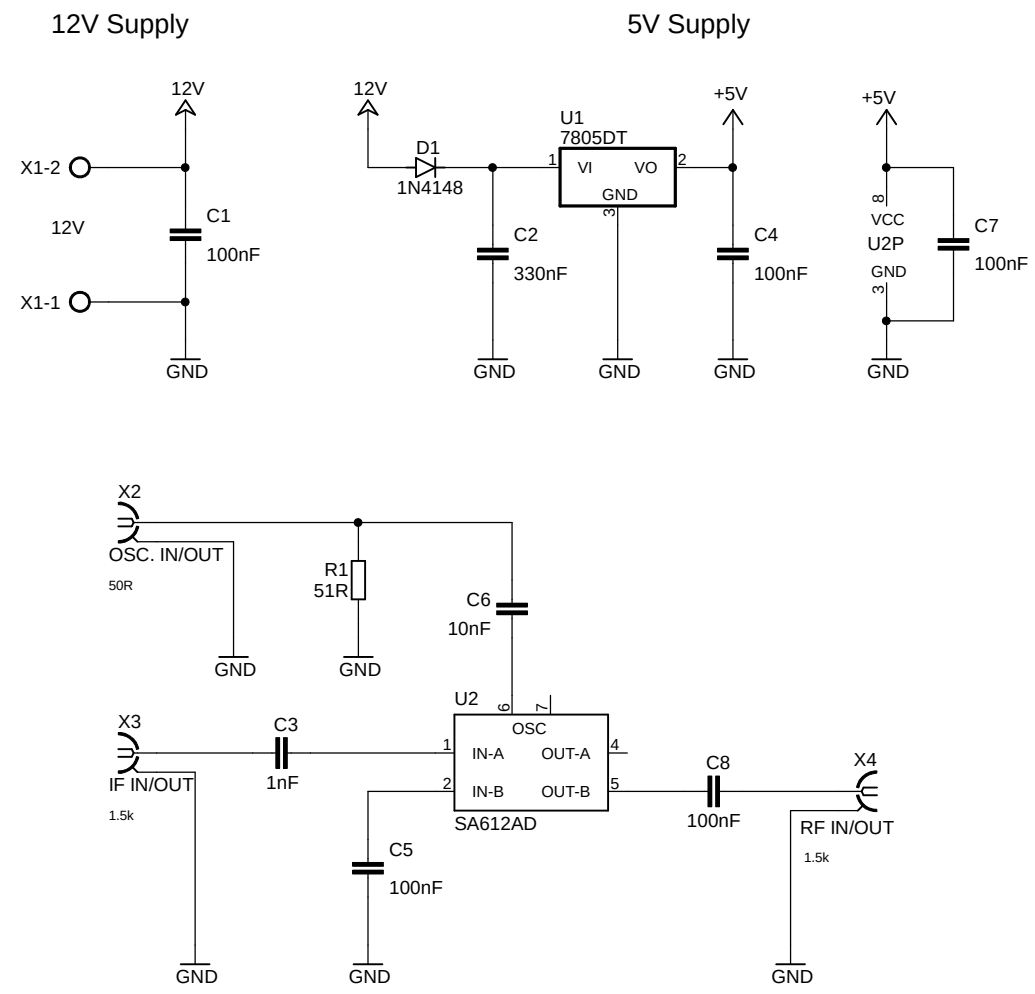 12V Supply
5V Supply
12V
X1-2
12V
X1-1
C1
100nF
GND
12V
D1
1N4148
C2
330nF
GND
U1
7805DT
1
VI
VO
2
GND
3
GND
+5V
C4
100nF
GND
+5V
8
VCC
U2P
GND
3
C7
100nF
GND
X2
OSC. IN/OUT
50R
GND
R1
51R
GND
C6
10nF
X3
IF IN/OUT
1.5k
GND
C3
1nF
U2
6
7
OSC
1
IN-A
OUT-A
4
2
IN-B
OUT-B
5
SA612AD
C5
100nF
GND
C8
100nF
X4
RF IN/OUT
1.5k
GND